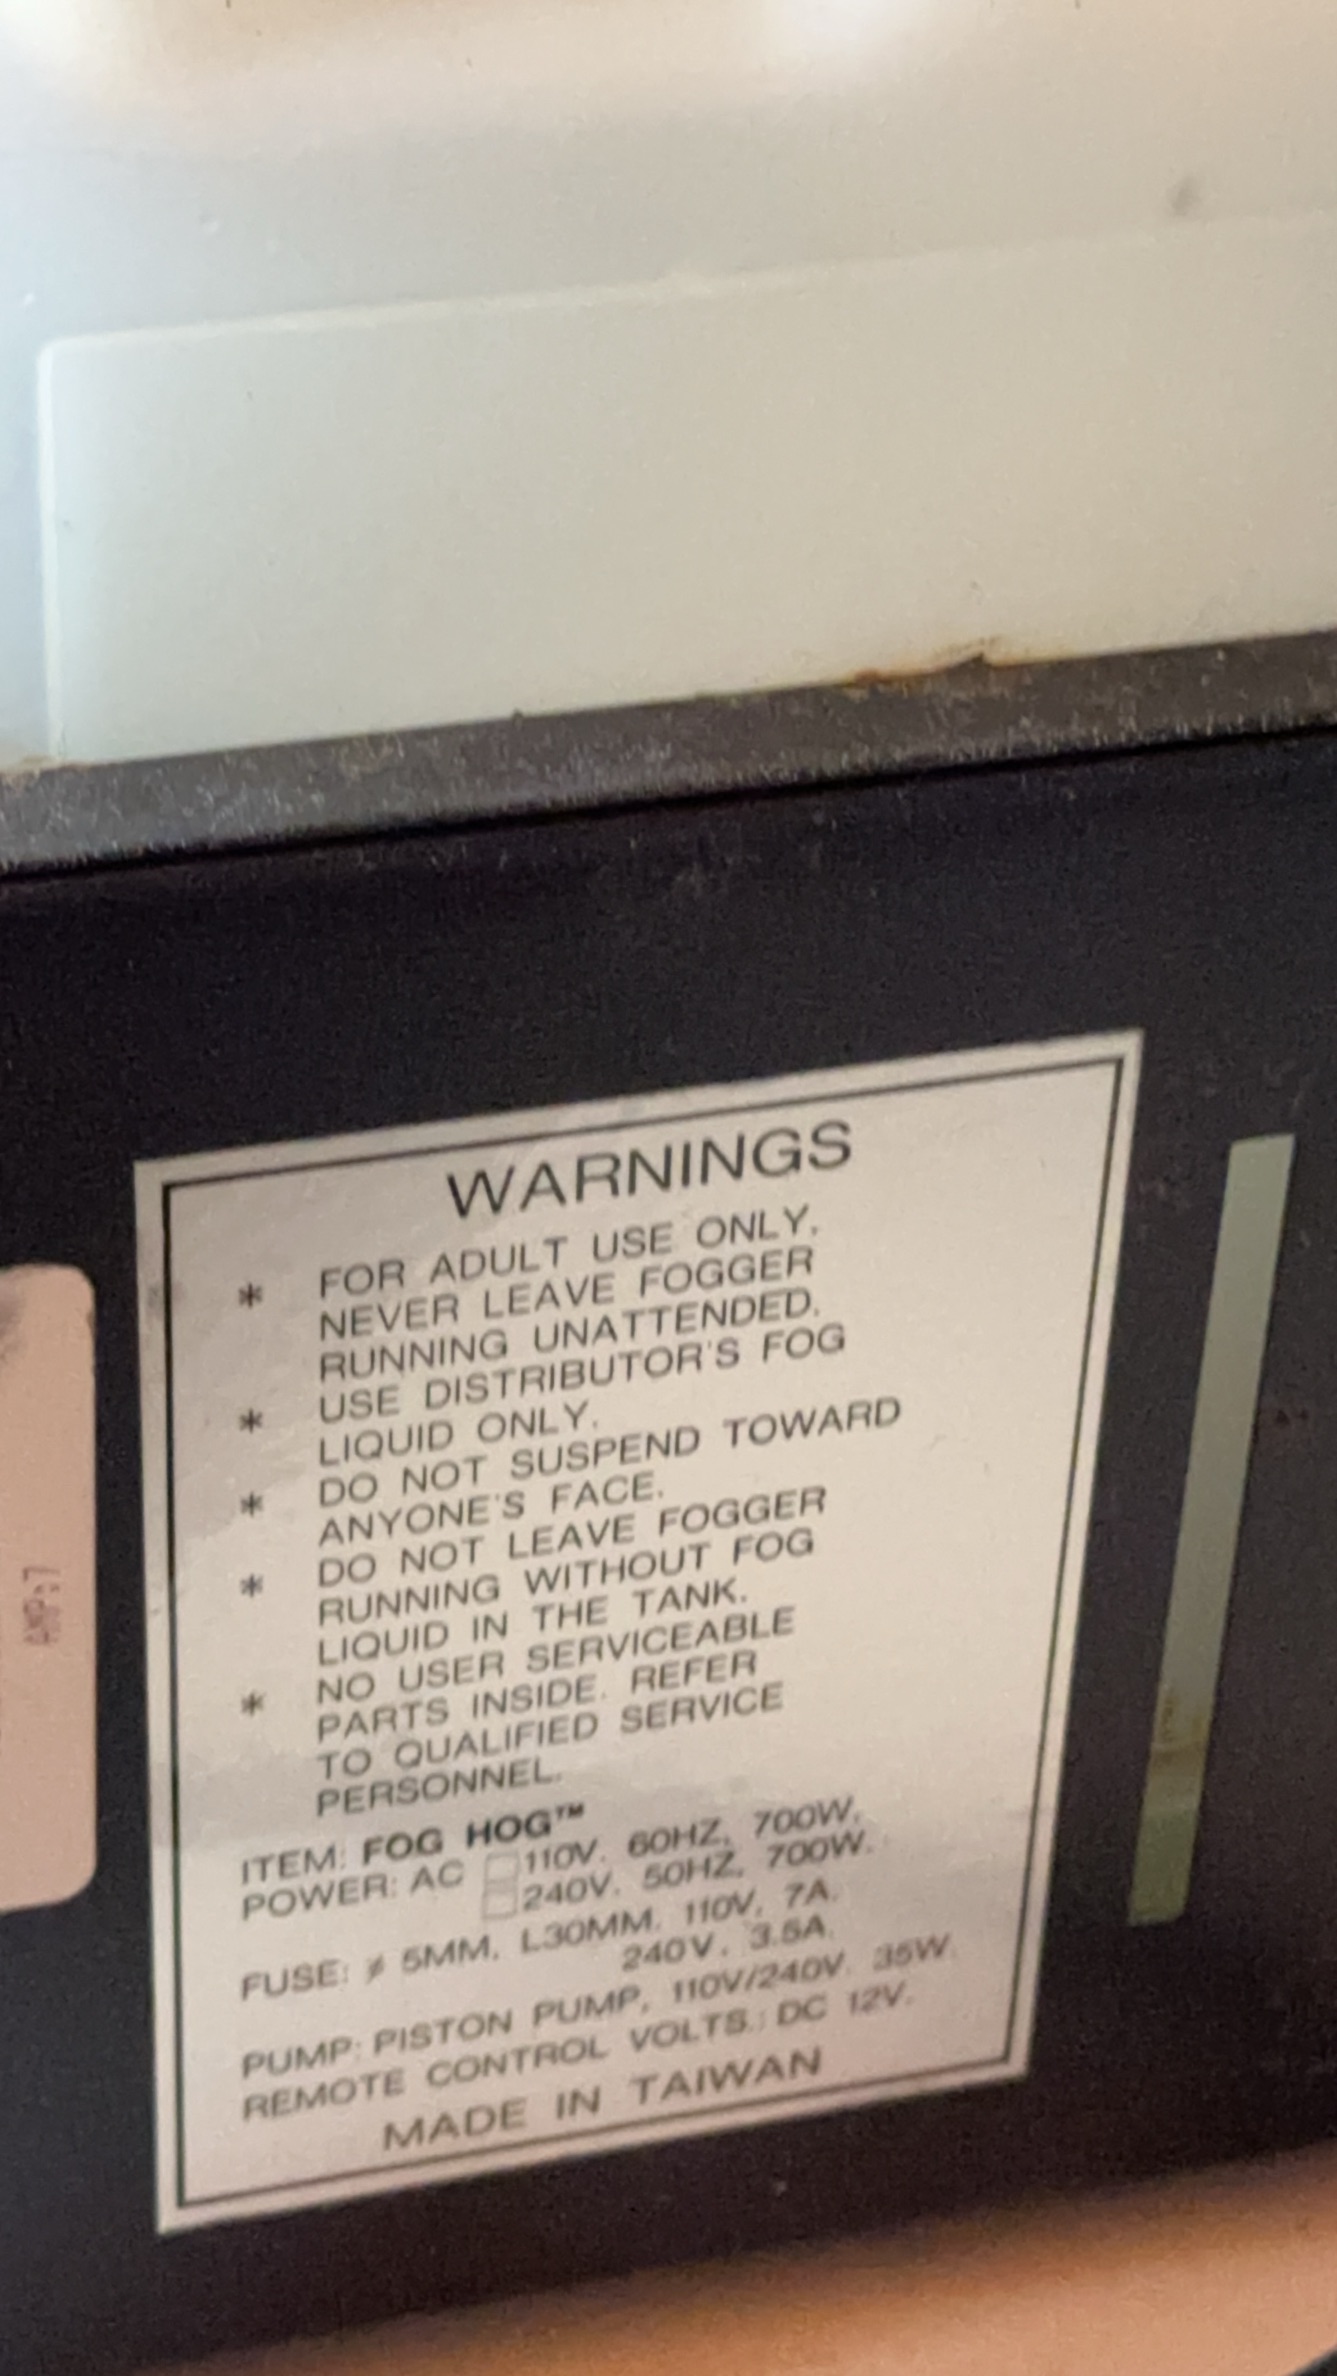 WARNINGS
* FOR ADULT USE ONLY.
NEVER LEAVE FOGGER
RUNNING UNATTENDED.
* USE DISTRIBUTOR'S FOG
LIQUID ONLY.
* DO NOT SUSPEND TOWARD
ANYONE'S FACE.
* DO NOT LEAVE FOGGER
RUNNING WITHOUT FOG
LIQUID IN THE TANK.
* NO USER SERVICEABLE
PARTS INSIDE. REFER
TO QUALIFIED SERVICE
PERSONNEL.
ITEM: FOG HOG™
POWER: AC □110V. 60HZ, 700W.
□240V. 50HZ, 700W.
FUSE: ≠ 5MM. L30MM. 110V, 7A.
240V. 3.5A.
PUMP: PISTON PUMP, 110V/240V. 35W.
REMOTE CONTROL VOLTS.: DC 12V.
MADE IN TAIWAN
AMP:7